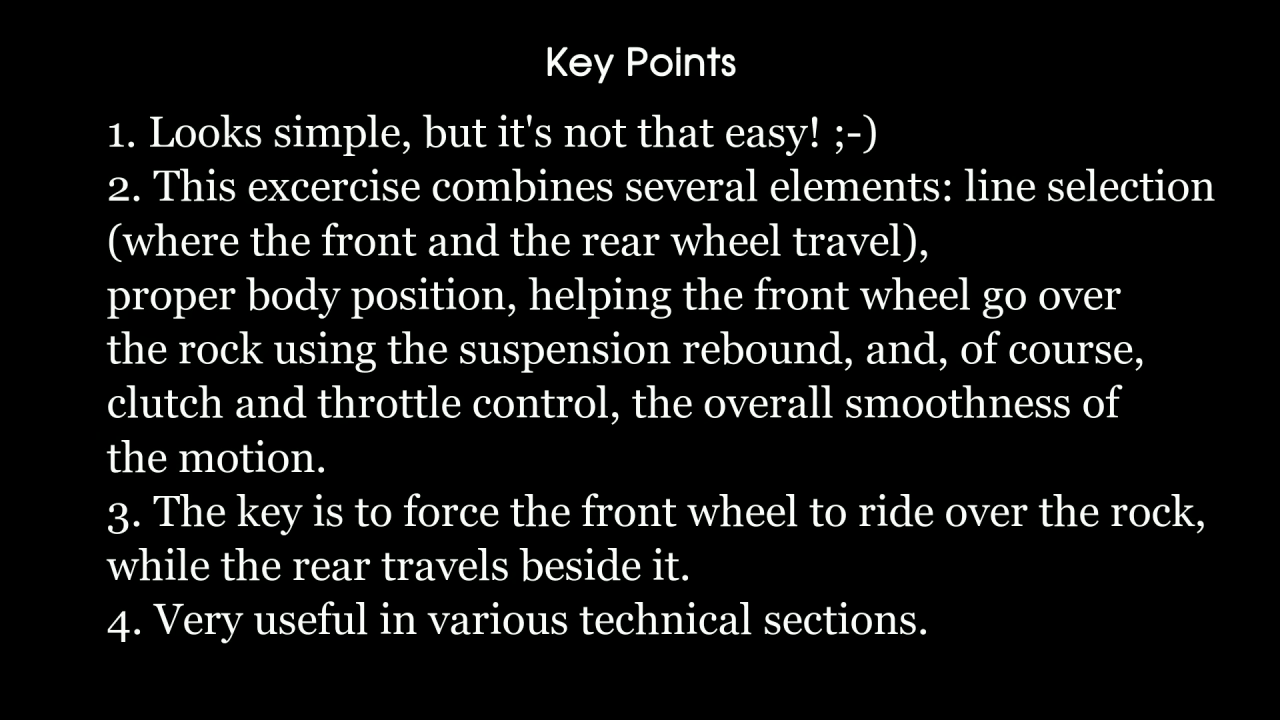 Key Points
1. Looks simple, but it's not that easy! ;-)
2. This excercise combines several elements: line selection
(where the front and the rear wheel travel),
proper body position, helping the front wheel go over
the rock using the suspension rebound, and, of course,
clutch and throttle control, the overall smoothness of
the motion.
3. The key is to force the front wheel to ride over the rock,
while the rear travels beside it.
4. Very useful in various technical sections.